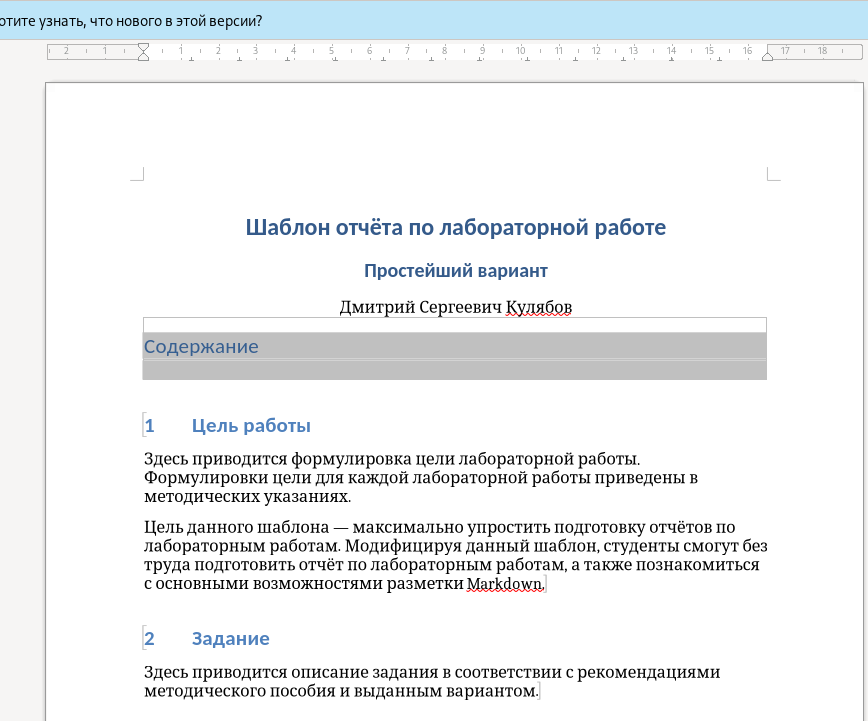 отите узнать, что нового в этой версии?
2 1 1 2 3 4 5 6 7 8 9 10 11 12 13 14 15 16 17 18
Шаблон отчёта по лабораторной работе
Простейший вариант
Дмитрий Сергеевич Кулябов
Содержание
1 Цель работы
Здесь приводится формулировка цели лабораторной работы.
Формулировки цели для каждой лабораторной работы приведены в
методических указаниях.
Цель данного шаблона — максимально упростить подготовку отчётов по
лабораторным работам. Модифицируя данный шаблон, студенты смогут без
труда подготовить отчёт по лабораторным работам, а также познакомиться
с основными возможностями разметки Markdown.
2 Задание
Здесь приводится описание задания в соответствии с рекомендациями
методического пособия и выданным вариантом.